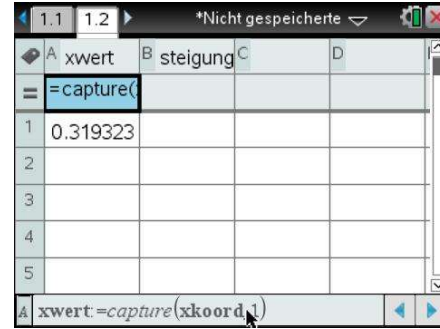 1.1 1.2 *Nicht gespeicherte
A xwert B steigung C D
= =capture(
1 0.319323
2
3
4
5
A xwert:=capture(xkoord,1)